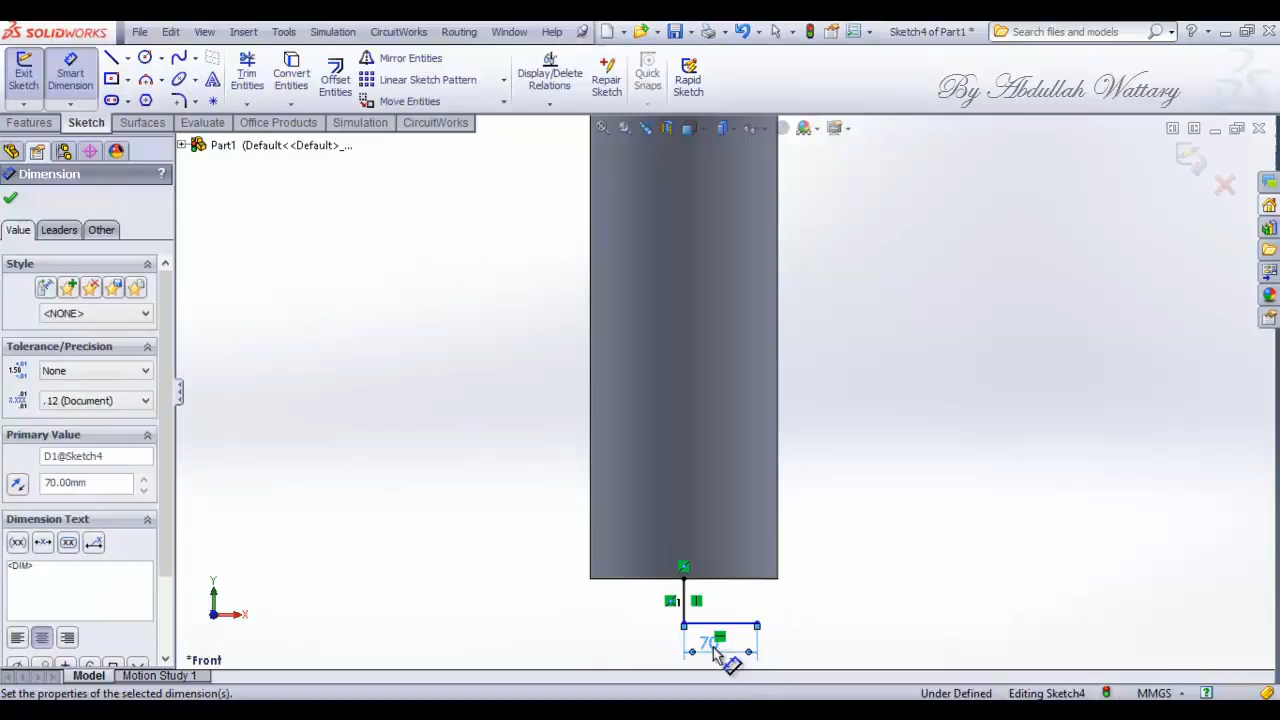 SOLIDWORKS File Edit View Insert Tools Simulation CircuitWorks Routing Window Help Sketch4 of Part1 * Search files and models
Exit Sketch
Smart Dimension
Trim Entities
Convert Entities
Offset Entities
Mirror Entities
Linear Sketch Pattern
Move Entities
Display/Delete Relations
Repair Sketch
Quick Snaps
Rapid Sketch
By Abdullah Wattary
Features Sketch Surfaces Evaluate Office Products Simulation CircuitWorks
Part1 (Default<<Default>_...
Dimension ?
Value Leaders Other
Style
<NONE>
Tolerance/Precision
None
.12 (Document)
Primary Value
D1@Sketch4
70.00mm
Dimension Text
<DIM>
Y
X
*Front
1
70
Model Motion Study 1
Set the properties of the selected dimension(s). Under Defined Editing Sketch4 MMGS